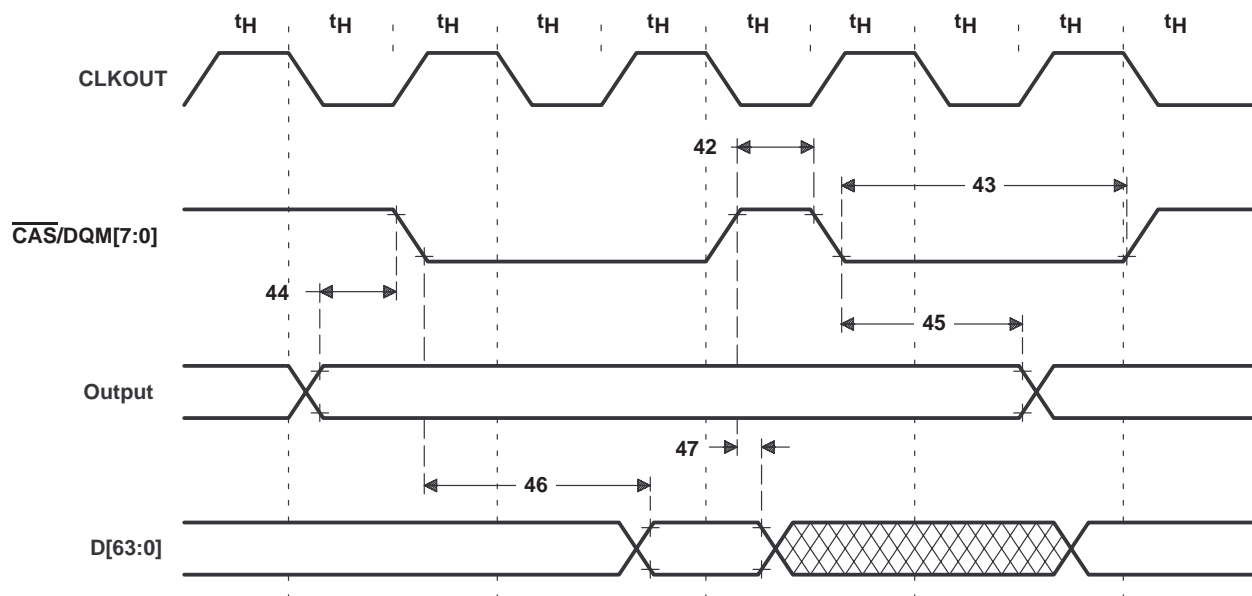 tH tH tH tH tH tH tH tH tH tH
CLKOUT
42
43
CAS/DQM[7:0]
44
45
Output
47
46
D[63:0]